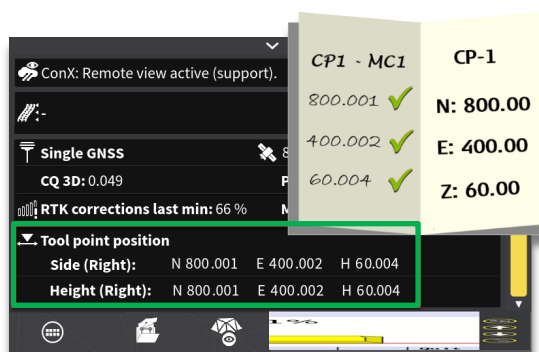 ConX: Remote view active (support).
:-
Single GNSS
8
CQ 3D: 0.049
P
RTK corrections last min: 66 %
M
Tool point position
Side (Right): N 800.001 E 400.002 H 60.004
Height (Right): N 800.001 E 400.002 H 60.004
CP1 - MC1
800.001
400.002
60.004
CP-1
N: 800.00
E: 400.00
Z: 60.00